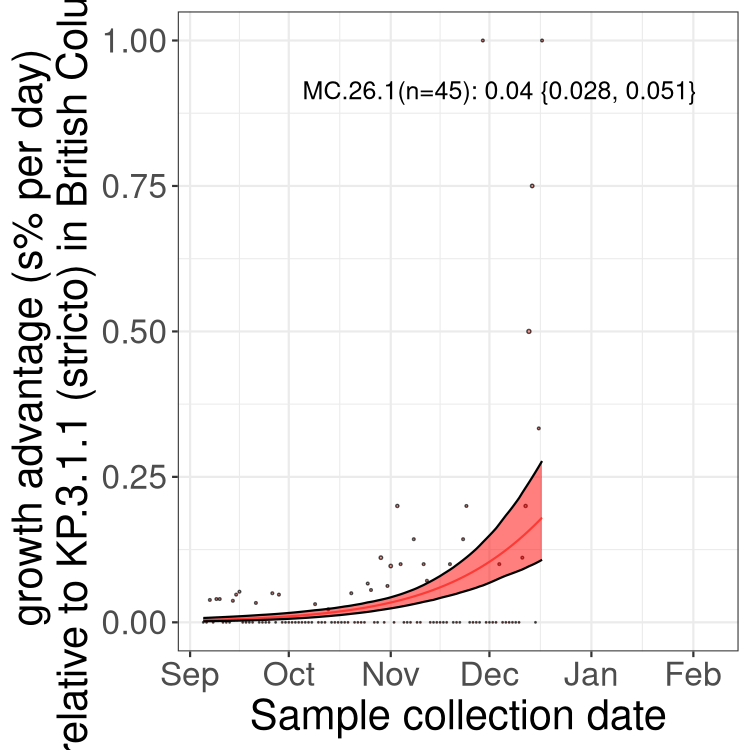 growth advantage (s% per day)
relative to KP.3.1.1 (stricto) in British Colu
1.00
0.75
0.50
0.25
0.00
MC.26.1(n=45): 0.04 {0.028, 0.051}
Sep Oct Nov Dec Jan Feb
Sample collection date